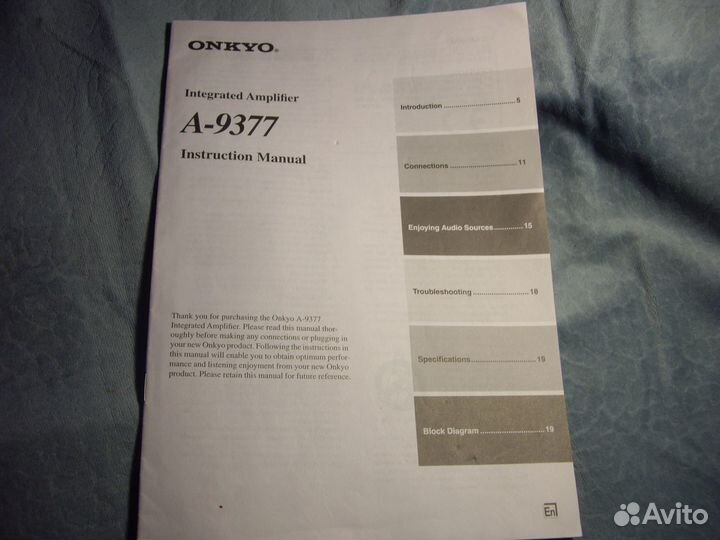 ONKYO®
Integrated Amplifier
A-9377
Instruction Manual
Introduction ................................... 5
Connections ................................ 11
Enjoying Audio Sources.............. 15
Troubleshooting ........................... 18
Specifications............................... 19
Block Diagram .............................. 19
Thank you for purchasing the Onkyo A-9377
Integrated Amplifier. Please read this manual thor-
oughly before making any connections or plugging in
your new Onkyo product. Following the instructions in
this manual will enable you to obtain optimum perfor-
mance and listening enjoyment from your new Onkyo
product. Please retain this manual for future reference.
En
Avito